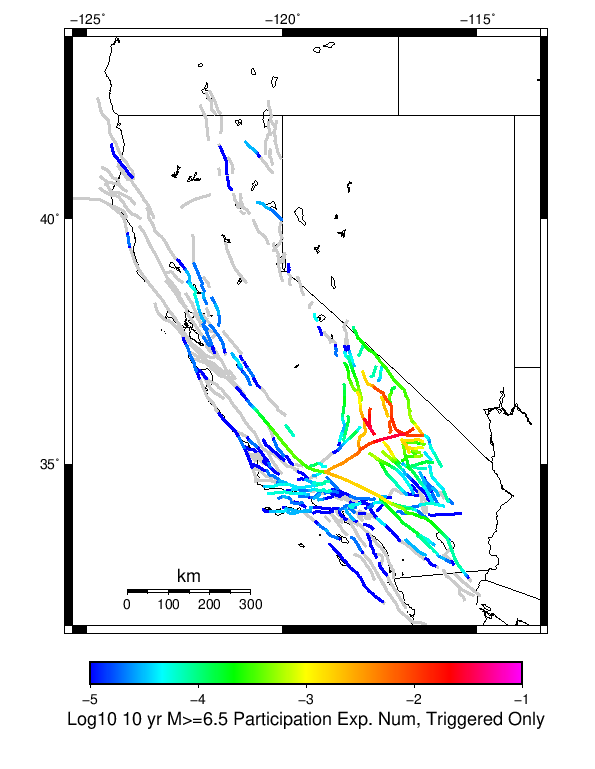 −125˚ −120˚ −115˚
40˚
35˚
km
0 100 200 300
−5 −4 −3 −2 −1
Log10 10 yr M>=6.5 Participation Exp. Num, Triggered Only